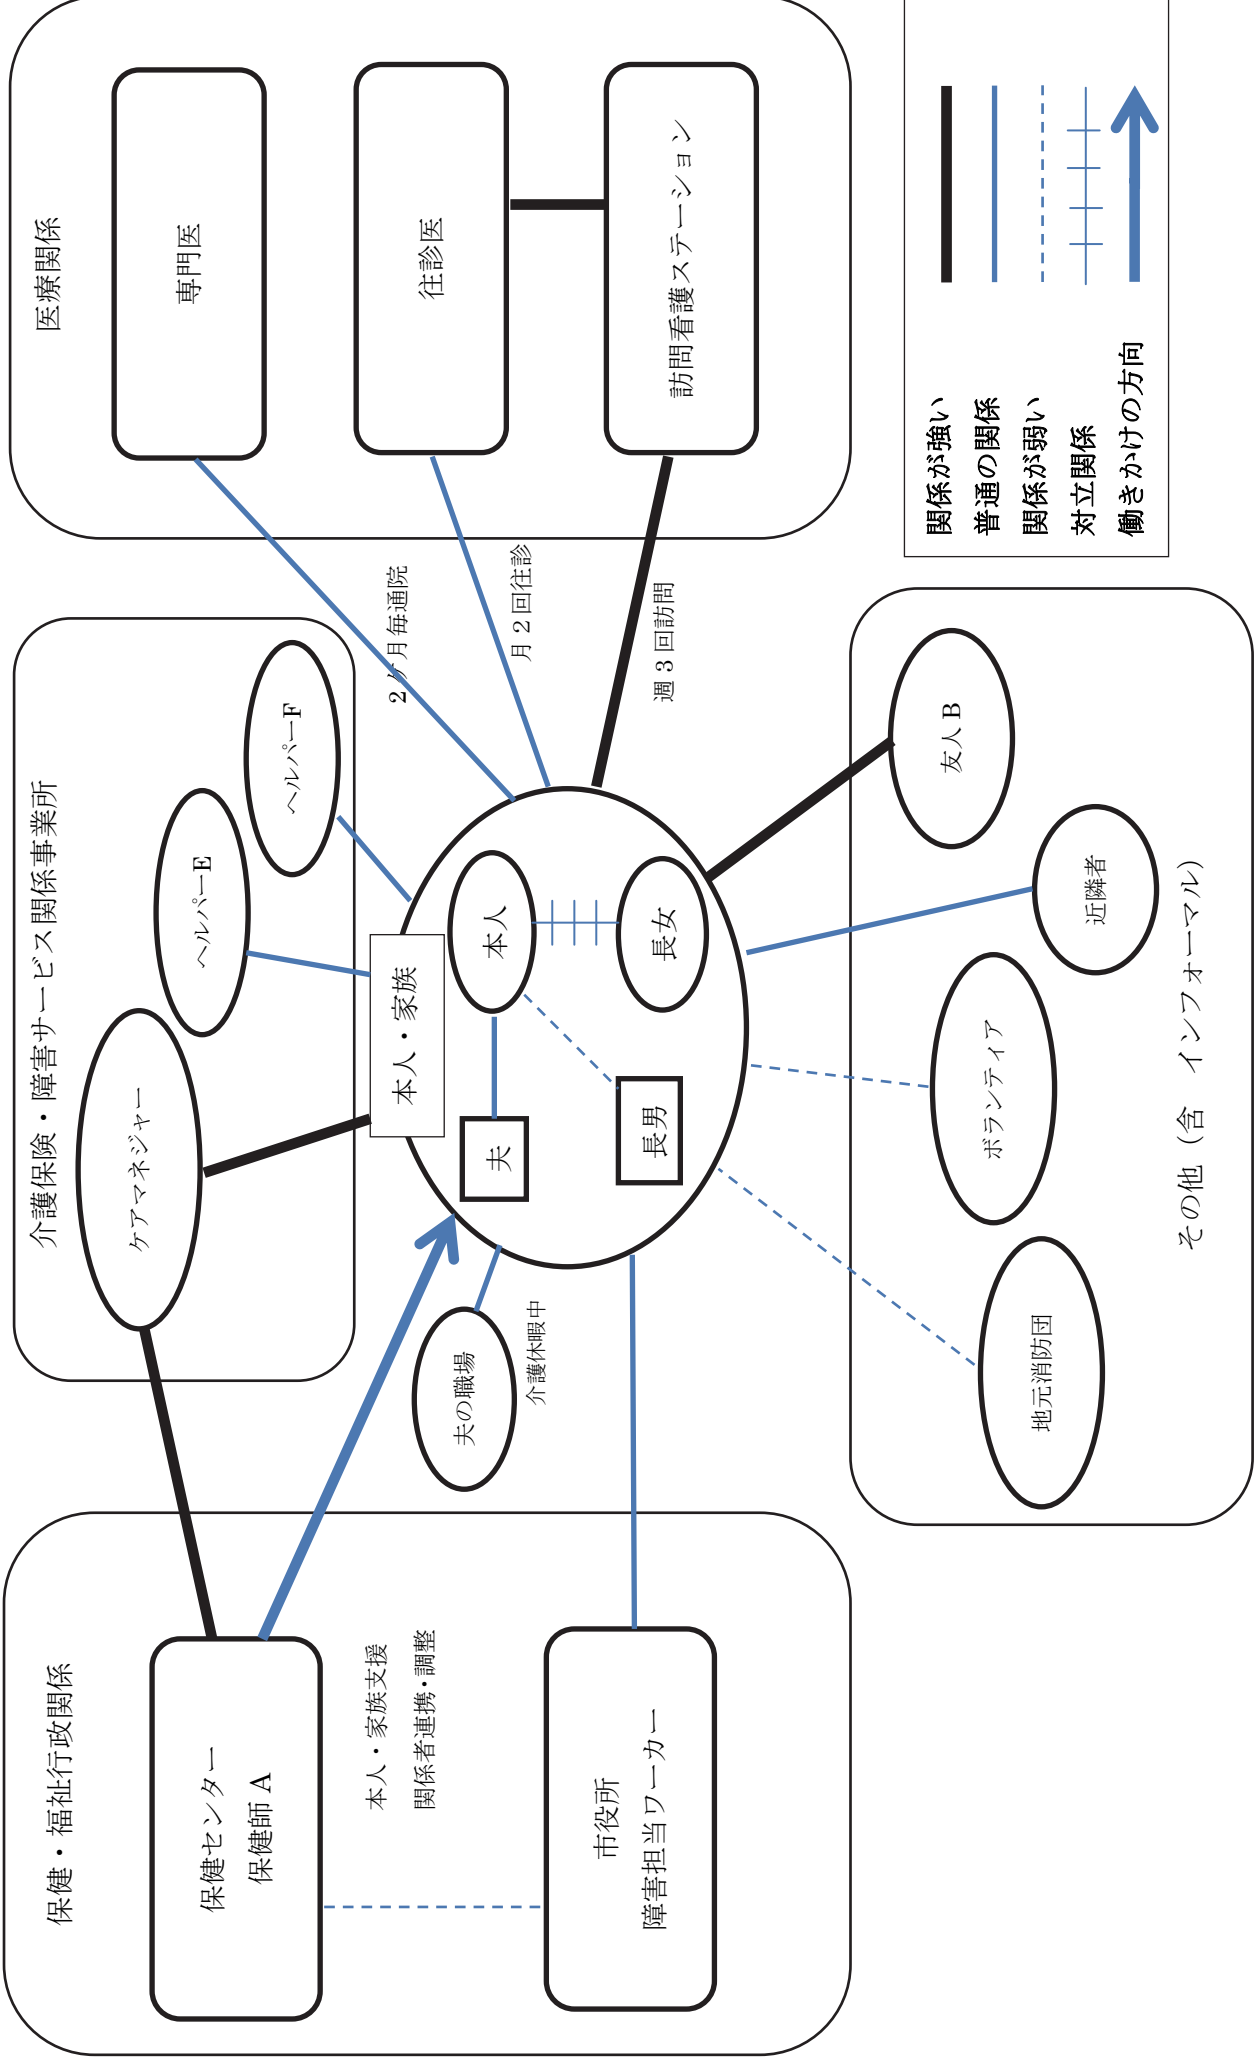 保健・福祉行政関係
保健センター
保健師 A
本人・家族支援
関係者連携・調整
市役所
障害担当ワーカー
介護保険・障害サービス関係事業所
ケアマネジャー
ヘルパーE
ヘルパーF
夫の職場
介護休暇中
本人・家族
夫
本人
長男
長女
医療関係
専門医
往診医
訪問看護ステーション
2 ヶ月毎通院
月 2 回往診
週 3 回訪問
地元消防団
ボランティア
近隣者
友人 B
その他（含　インフォーマル）
関係が強い
普通の関係
関係が弱い
対立関係
働きかけの方向